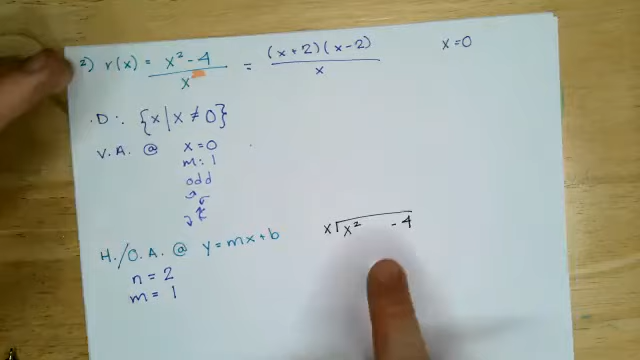 2) r(x) = x² - 4 / x = (x+2)(x-2) / x
x=0
D: {x | x ≠ 0}
V.A. @ x=0
m: 1
odd
H./O.A. @ y=mx+b
n = 2
m = 1
x x² - 4